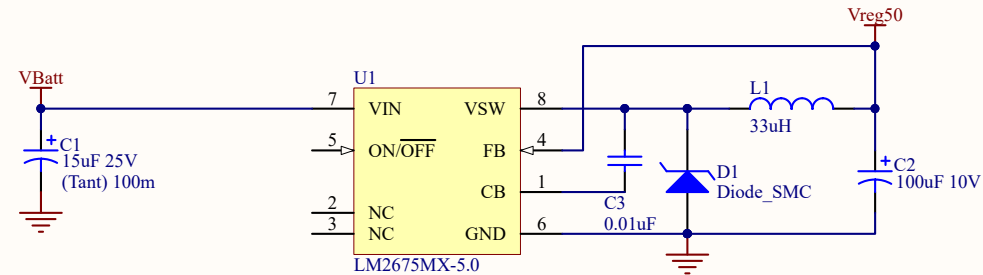 Vreg50
VBatt
U1
7 VIN VSW 8
L1
33uH
+ C1
15uF 25V
(Tant) 100m
5 ON/OFF FB 4
+ C2
100uF 10V
D1
Diode_SMC
CB 1
C3
0.01uF
2 NC
3 NC GND 6
LM2675MX-5.0